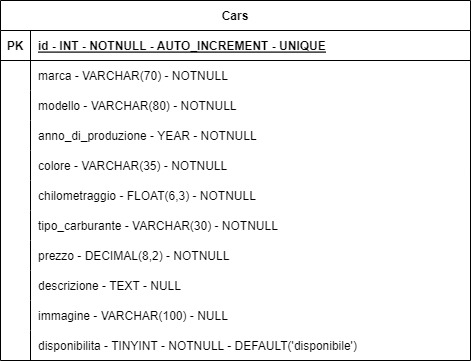 Cars
PK id - INT - NOTNULL - AUTO_INCREMENT - UNIQUE
marca - VARCHAR(70) - NOTNULL
modello - VARCHAR(80) - NOTNULL
anno_di_produzione - YEAR - NOTNULL
colore - VARCHAR(35) - NOTNULL
chilometraggio - FLOAT(6,3) - NOTNULL
tipo_carburante - VARCHAR(30) - NOTNULL
prezzo - DECIMAL(8,2) - NOTNULL
descrizione - TEXT - NULL
immagine - VARCHAR(100) - NULL
disponibilita - TINYINT - NOTNULL - DEFAULT('disponibile')